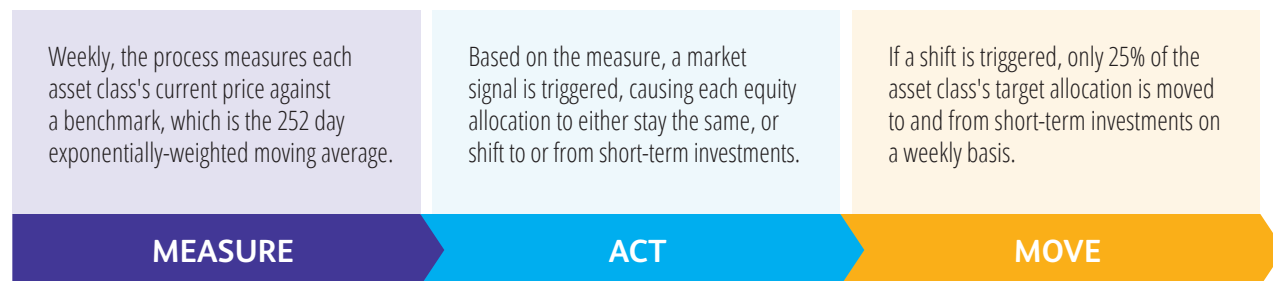 Weekly, the process measures each
asset class's current price against
a benchmark, which is the 252 day
exponentially-weighted moving average.
MEASURE
Based on the measure, a market
signal is triggered, causing each equity
allocation to either stay the same, or
shift to or from short-term investments.
ACT
If a shift is triggered, only 25% of the
asset class's target allocation is moved
to and from short-term investments on
a weekly basis.
MOVE